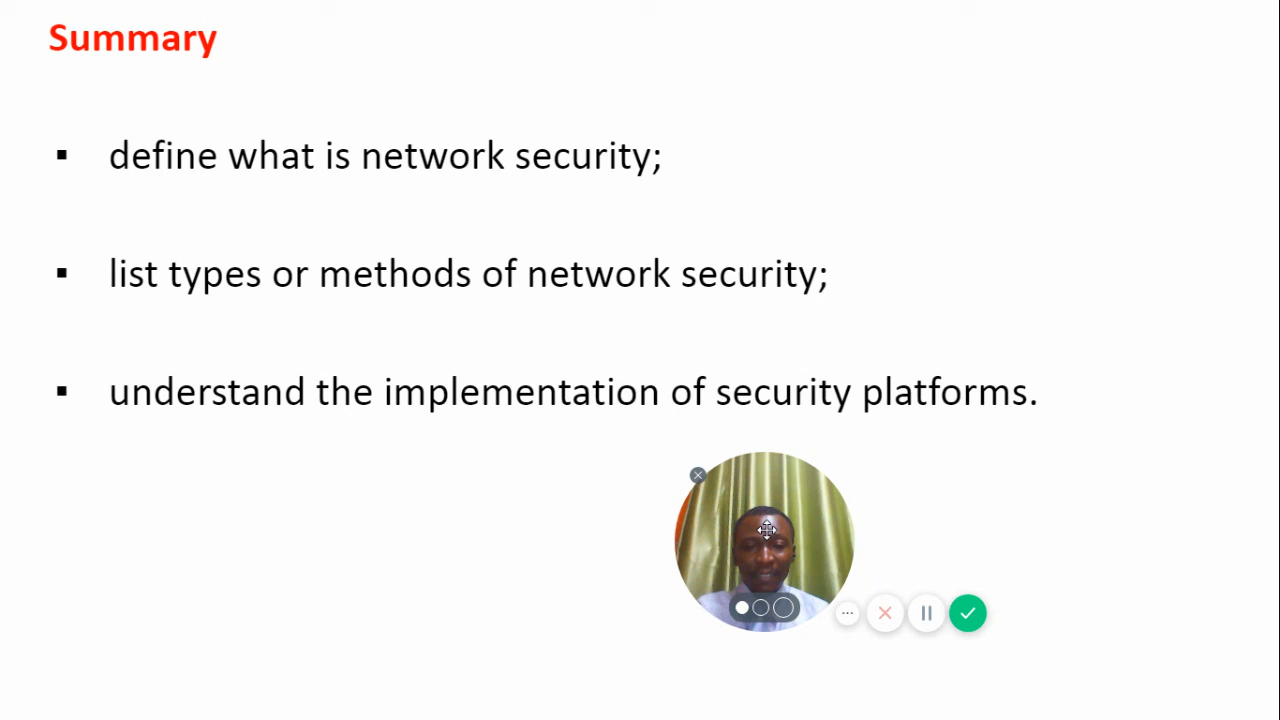 Summary
▪ define what is network security;
▪ list types or methods of network security;
▪ understand the implementation of security platforms.